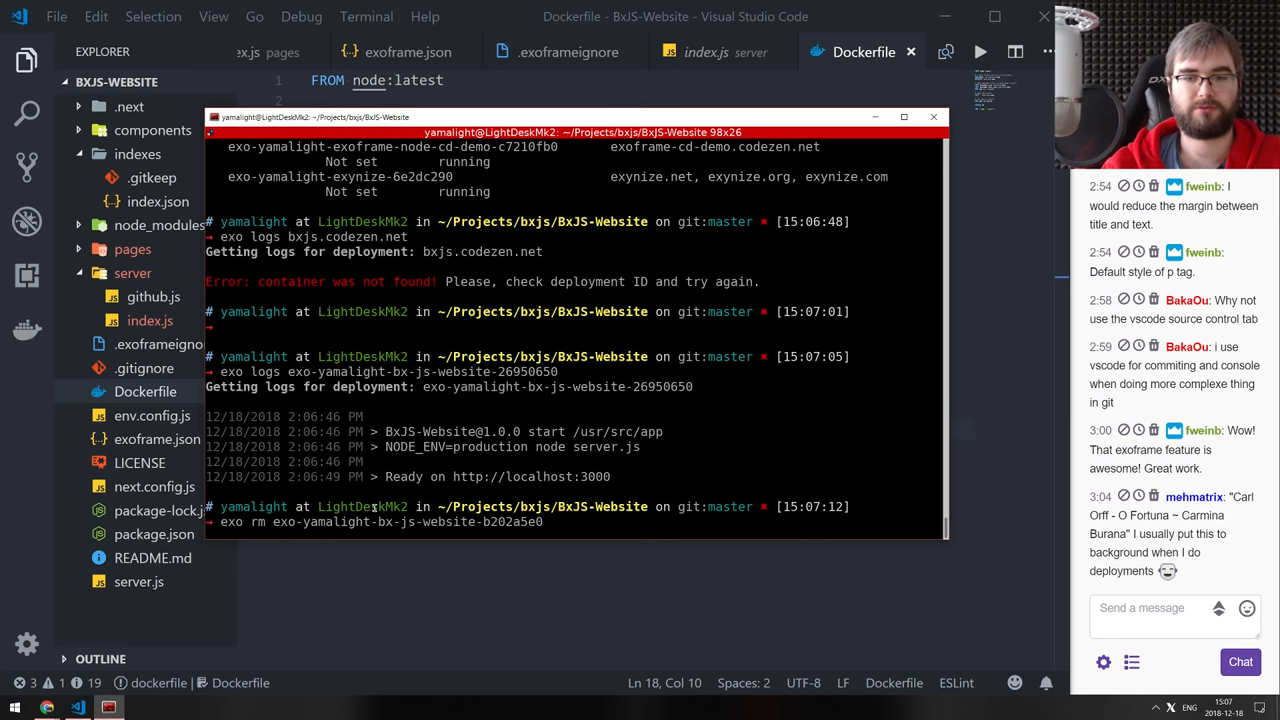 File Edit Selection View Go Debug Terminal Help
Dockerfile - BxJS-Website - Visual Studio Code
EXPLORER
ex.js pages
exoframe.json
.exoframeignore
index.js server
Dockerfile
BXJS-WEBSITE
.next
components
indexes
.gitkeep
index.json
node_modules
pages
server
github.js
index.js
.exoframeigno
.gitignore
Dockerfile
env.config.js
exoframe.json
LICENSE
next.config.js
package-lock.j
package.json
README.md
server.js
OUTLINE
1 FROM node:latest
yamalight@LightDeskMk2: ~/Projects/bxjs/BxJS-Website
yamalight@LightDeskMk2: ~/Projects/bxjs/BxJS-Website 98x26
exo-yamalight-exoframe-node-cd-demo-c7210fb0 exoframe-cd-demo.codezen.net
Not set running
exo-yamalight-exynize-6e2dc290 exynize.net, exynize.org, exynize.com
Not set running
# yamalight at LightDeskMk2 in ~/Projects/bxjs/BxJS-Website on git:master ✖ [15:06:48]
→ exo logs bxjs.codezen.net
Getting logs for deployment: bxjs.codezen.net
Error: container was not found! Please, check deployment ID and try again.
# yamalight at LightDeskMk2 in ~/Projects/bxjs/BxJS-Website on git:master ✖ [15:07:01]
→
# yamalight at LightDeskMk2 in ~/Projects/bxjs/BxJS-Website on git:master ✖ [15:07:05]
→ exo logs exo-yamalight-bx-js-website-26950650
Getting logs for deployment: exo-yamalight-bx-js-website-26950650
12/18/2018 2:06:46 PM
12/18/2018 2:06:46 PM > BxJS-Website@1.0.0 start /usr/src/app
12/18/2018 2:06:46 PM > NODE_ENV=production node server.js
12/18/2018 2:06:46 PM
12/18/2018 2:06:49 PM > Ready on http://localhost:3000
# yamalight at LightDeskMk2 in ~/Projects/bxjs/BxJS-Website on git:master ✖ [15:07:12]
→ exo rm exo-yamalight-bx-js-website-b202a5e0
3 1 19 dockerfile | Dockerfile
Ln 18, Col 10 Spaces: 2 UTF-8 LF Dockerfile ESLint
2:54 fweinb: I
would reduce the margin between
title and text.
2:54 fweinb:
Default style of p tag.
2:58 BakaOu: Why not
use the vscode source control tab
2:59 BakaOu: i use
vscode for commiting and console
when doing more complexe thing
in git
3:00 fweinb: Wow!
That exoframe feature is
awesome! Great work.
3:04 mehmatrix: "Carl
Orff - O Fortuna ~ Carmina
Burana" I usually put this to
background when I do
deployments
Send a message
Chat
ENG
15:07
2018-12-18